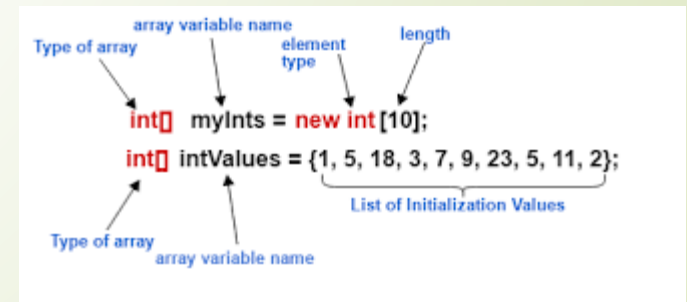 array variable name
Type of array
element
type
length
int[] myInts = new int [10];
int[] intValues = {1, 5, 18, 3, 7, 9, 23, 5, 11, 2};
List of Initialization Values
Type of array
array variable name